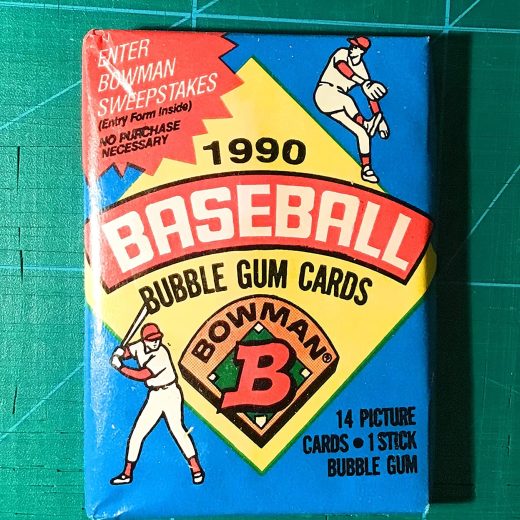 ENTER
BOWMAN
SWEEPSTAKES
(Entry Form Inside)
NO PURCHASE
NECESSARY
1990
BASEBALL
BUBBLE GUM CARDS
BOWMAN®
B
14 PICTURE
CARDS • 1 STICK
BUBBLE GUM